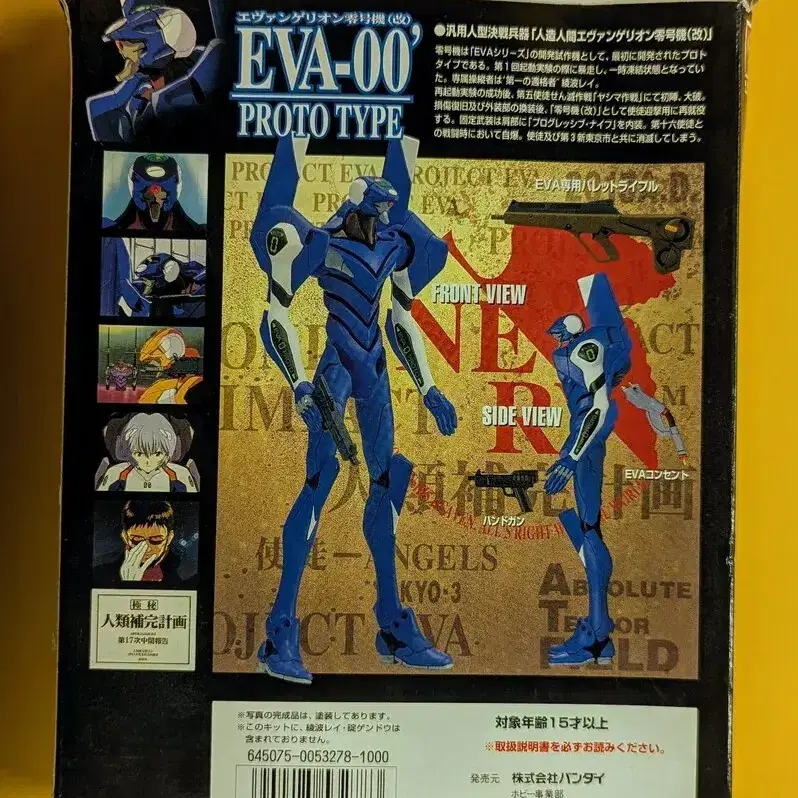 エヴァンゲリオン零号機(改)
EVA-00'
PROTO TYPE
●汎用人型決戦兵器「人造人間エヴァンゲリオン零号機(改)」
零号機は「EVAシリーズ」の開発試作機として、最初に開発されたプロト
タイプである。第1回起動実験の際に暴走し、一時凍結状態となってい
た。専属操縦者は“第一の適格者”綾波レイ。
再起動実験の成功後、第五使徒せん滅作戦「ヤシマ作戦」にて初陣、大破。
損傷復旧及び外装部の換装後、「零号機(改)」として使徒迎撃用に再就役
する。固定武装は肩部に「プログレッシブ・ナイフ」を内装。第十六使徒と
の戦闘時において自爆。使徒及び第3新東京市と共に消滅してしまう。
PROJECT EVA PROJECT EVA
PROJECT EVA
EVA専用パレットライフル
FRONT VIEW
NERV
SIDE VIEW
EVAコンセント
ハンドガン
人類補完計画
使徒－ANGELS
TOKYO-3
PROJECT EVA
ABSOLUTE
TERROR
FIELD
極秘
人類補完計画
第17次中間報告
※写真の完成品は、塗装してあります。
※このキットに、綾波レイ・碇ゲンドウは
含まれておりません。
645075-0053278-1000
対象年齢15才以上
※取扱説明書を必ずお読みください。
発売元 株式会社バンダイ
ホビー事業部